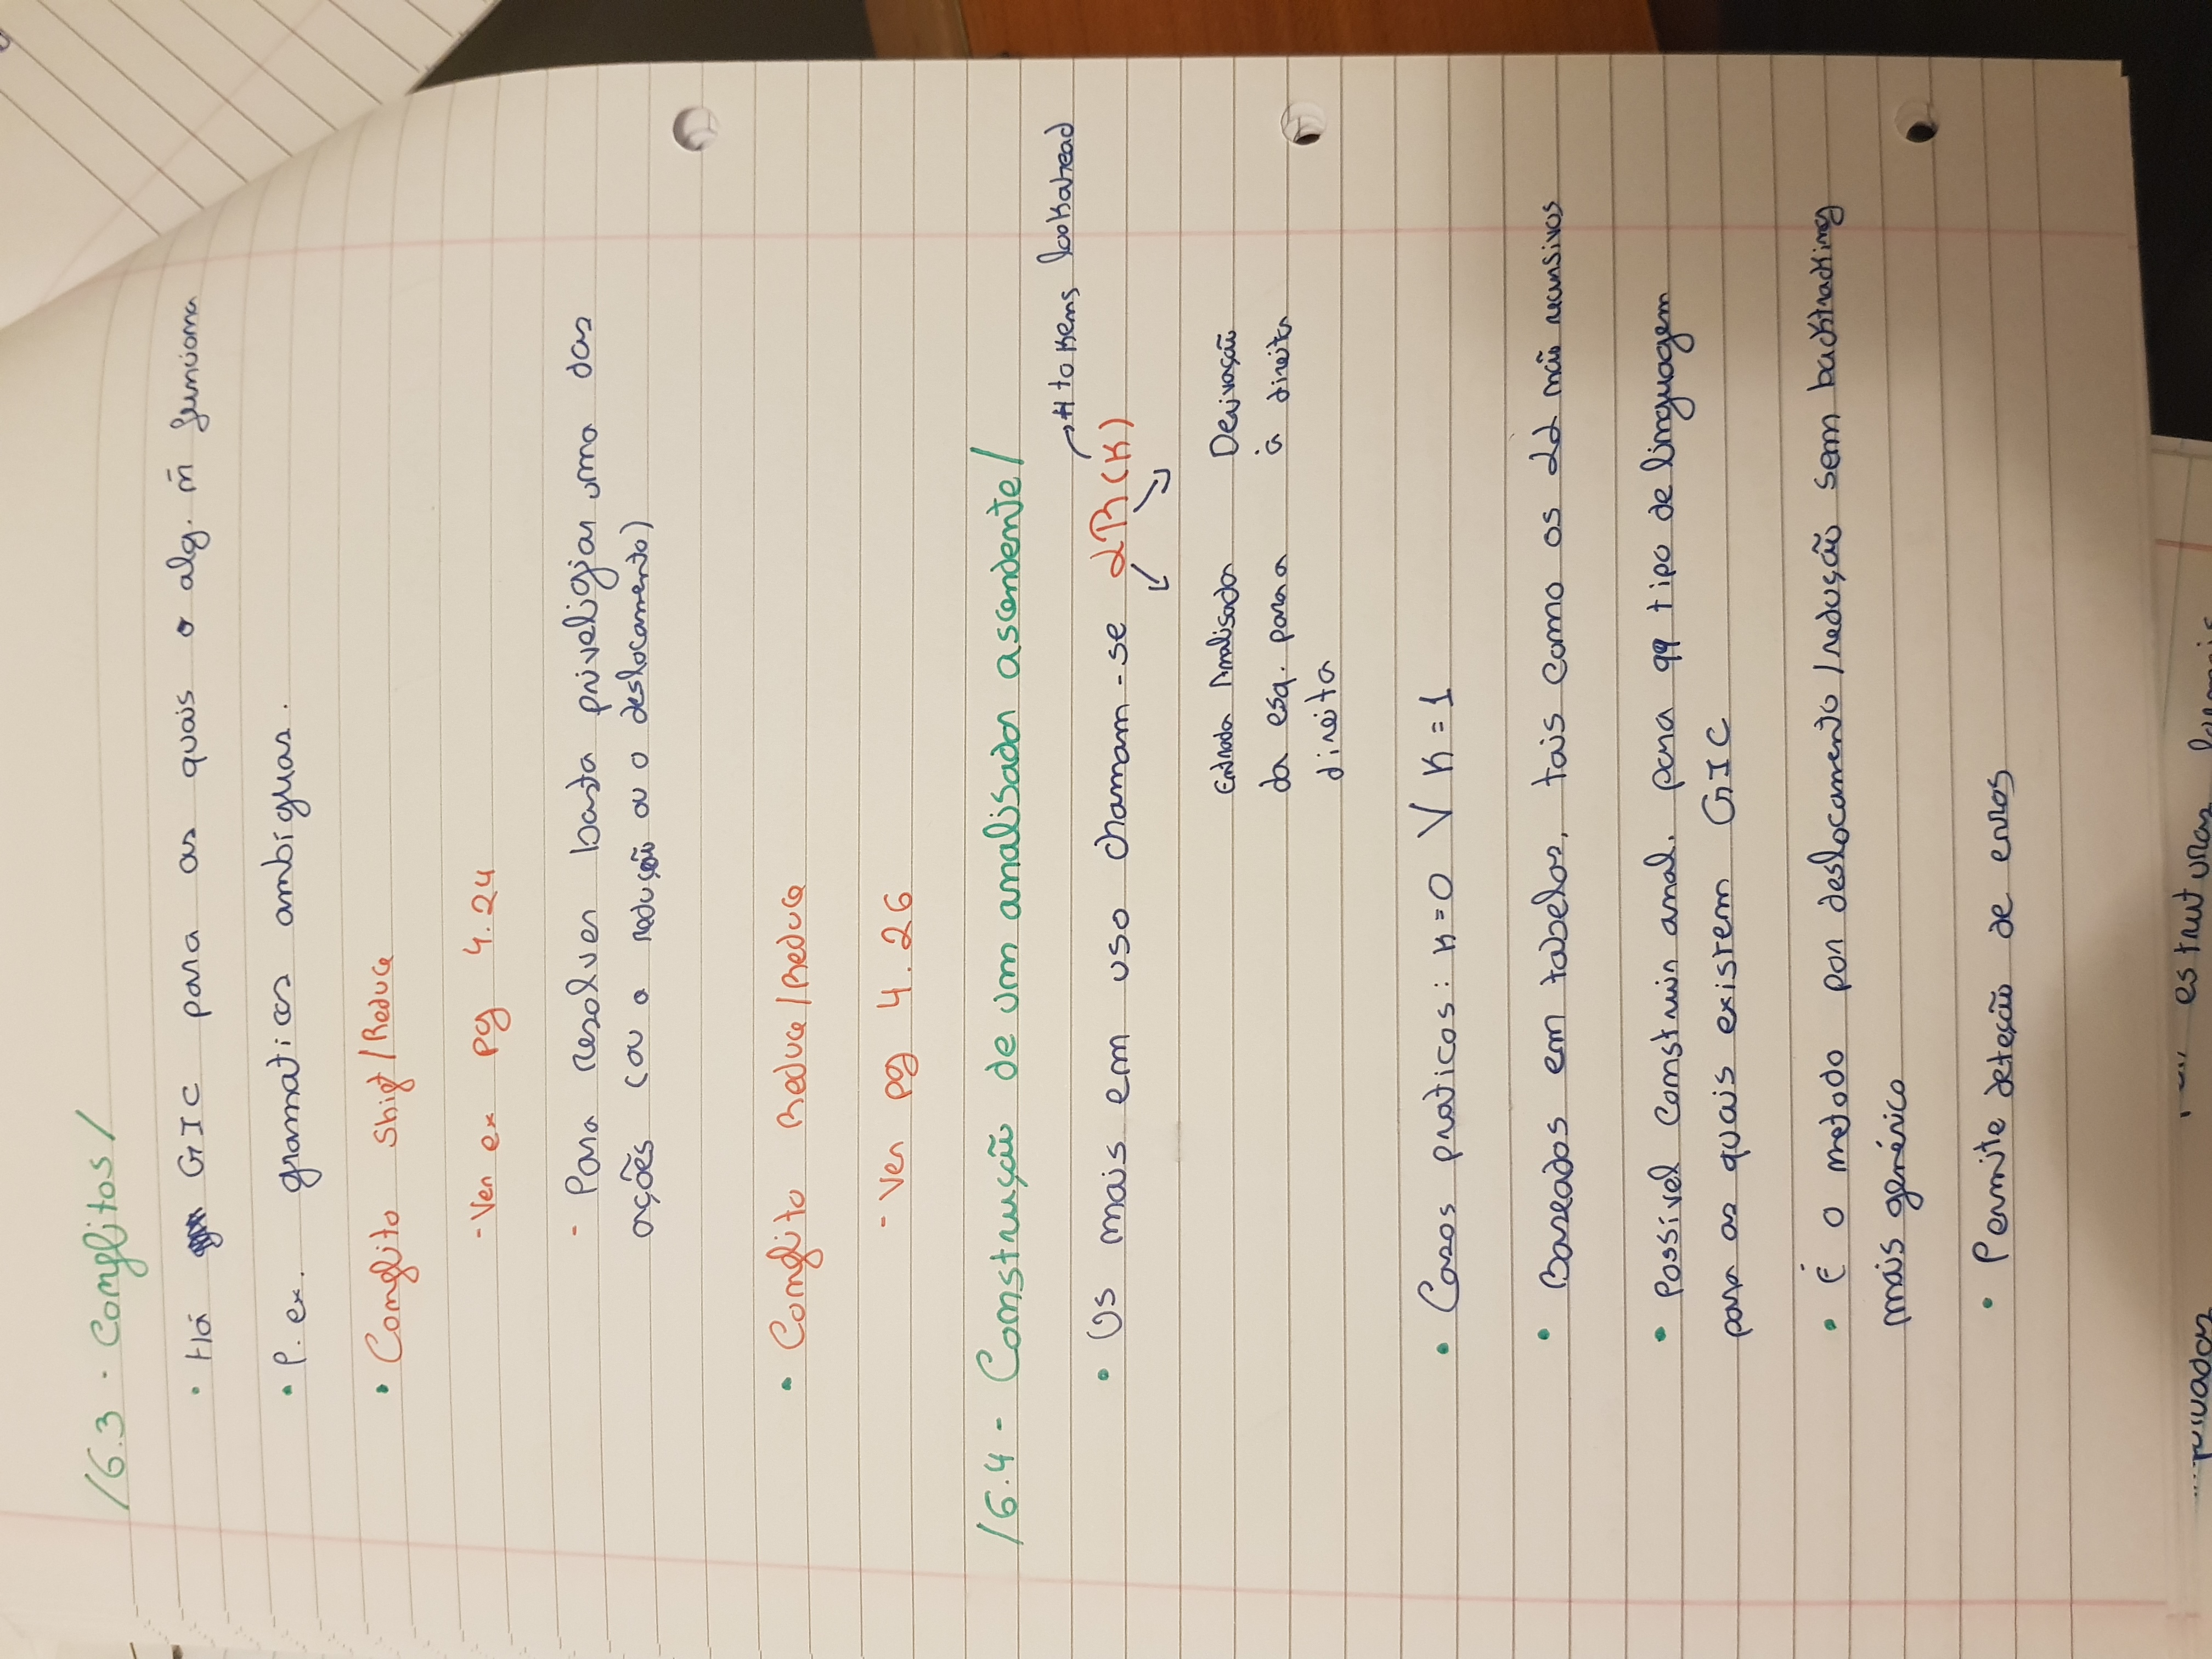 /6.3 - Conflitos/
• Há GIC para as quais o alg. ñ funciona
• P. ex. gramaticas ambíguas.
• Conflito Shift/Reduce
- Ver ex pg 4.24
- Para resolver basta priveligiar uma das
ações (ou a redução ou o deslocamento)
• Conflito Reduce/Reduce
- Ver pg 4.26
/6.4 - Construção de um analisador ascendente/
→ # tokens lookahead
• Os mais em uso chamam-se LR(K)
Entrada Analisada Derivação
da esq. para a à direita
direita
• Casos praticos: K=0 V K=1
• Baseados em tabelas, tais como os LL não recursivos
• Possível construir anal. para qq tipo de linguagem
para as quais existem GIC
• É o metodo por deslocamento/redução sem backtracking
mais genérico
• Permite deteção de erros
estruturas